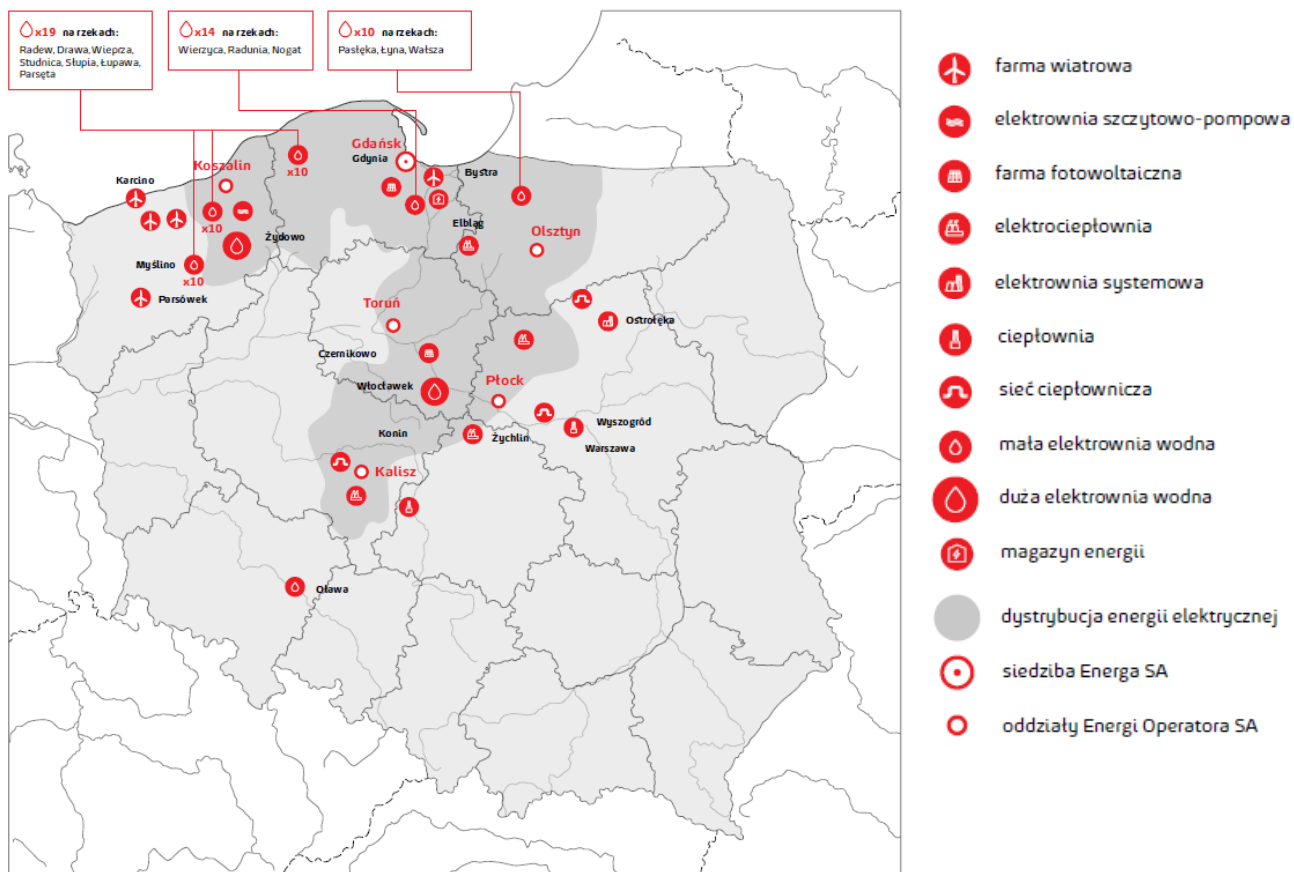 x19 na rzekach:
Radew, Drawa, Wieprza,
Studnica, Słupia, Łupawa,
Parsęta
x14 na rzekach:
Wierzyca, Radunia, Nogat
x10 na rzekach:
Pasłęka, Łyna, Wałsza
Gdańsk
Gdynia
Koszalin
x10
Bystra
Karcino
Elbląg
x10
Żydowo
Olsztyn
Myślino
x10
Parsówek
Toruń
Ostrołęka
Czernikowo
Płock
Włocławek
Wyszogród
Konin
Żychlin
Warszawa
Kalisz
Oława
farma wiatrowa
elektrownia szczytowo-pompowa
farma fotowoltaiczna
elektrociepłownia
elektrownia systemowa
ciepłownia
sieć ciepłownicza
mała elektrownia wodna
duża elektrownia wodna
magazyn energii
dystrybucja energii elektrycznej
siedziba Energa SA
oddziały Energi Operatora SA